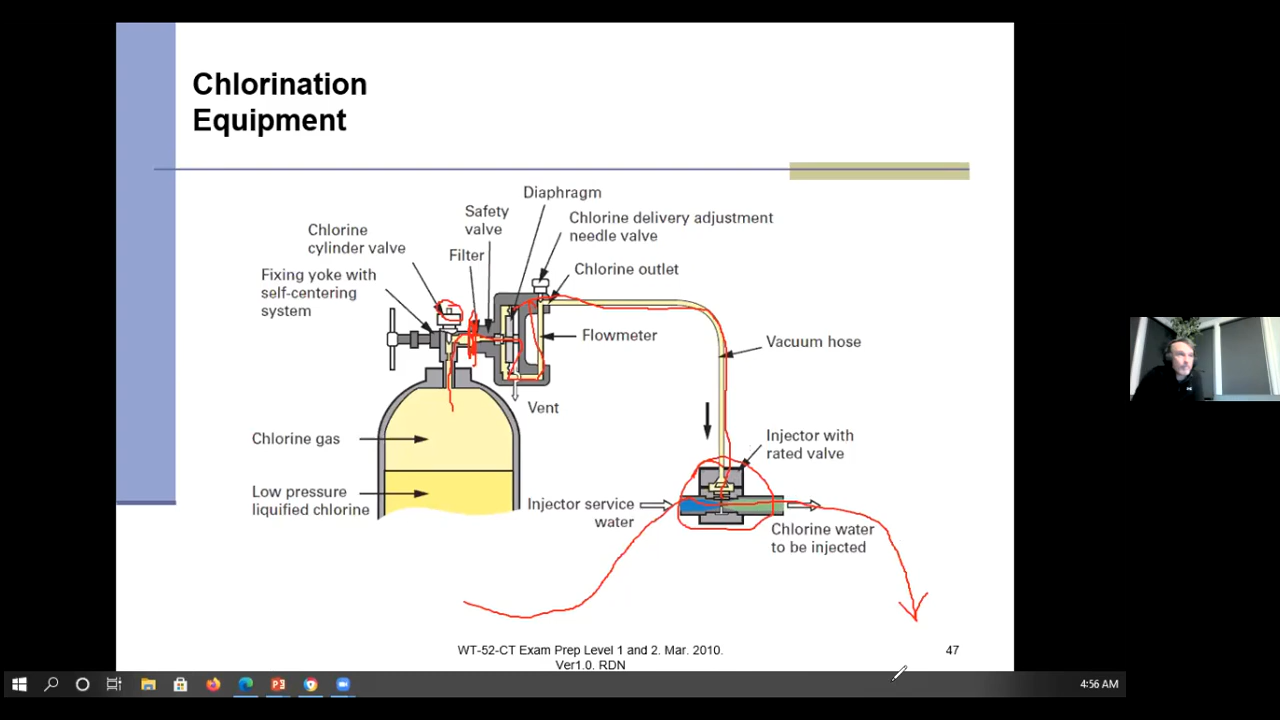 Chlorination
Equipment
Diaphragm
Safety
valve
Chlorine delivery adjustment
needle valve
Chlorine
cylinder valve
Filter
Chlorine outlet
Fixing yoke with
self-centering
system
Flowmeter
Vacuum hose
Vent
Chlorine gas
Injector with
rated valve
Low pressure
liquified chlorine
Injector service
water
Chlorine water
to be injected
WT-52-CT Exam Prep Level 1 and 2. Mar. 2010.
Ver1.0. RDN
47
4:56 AM